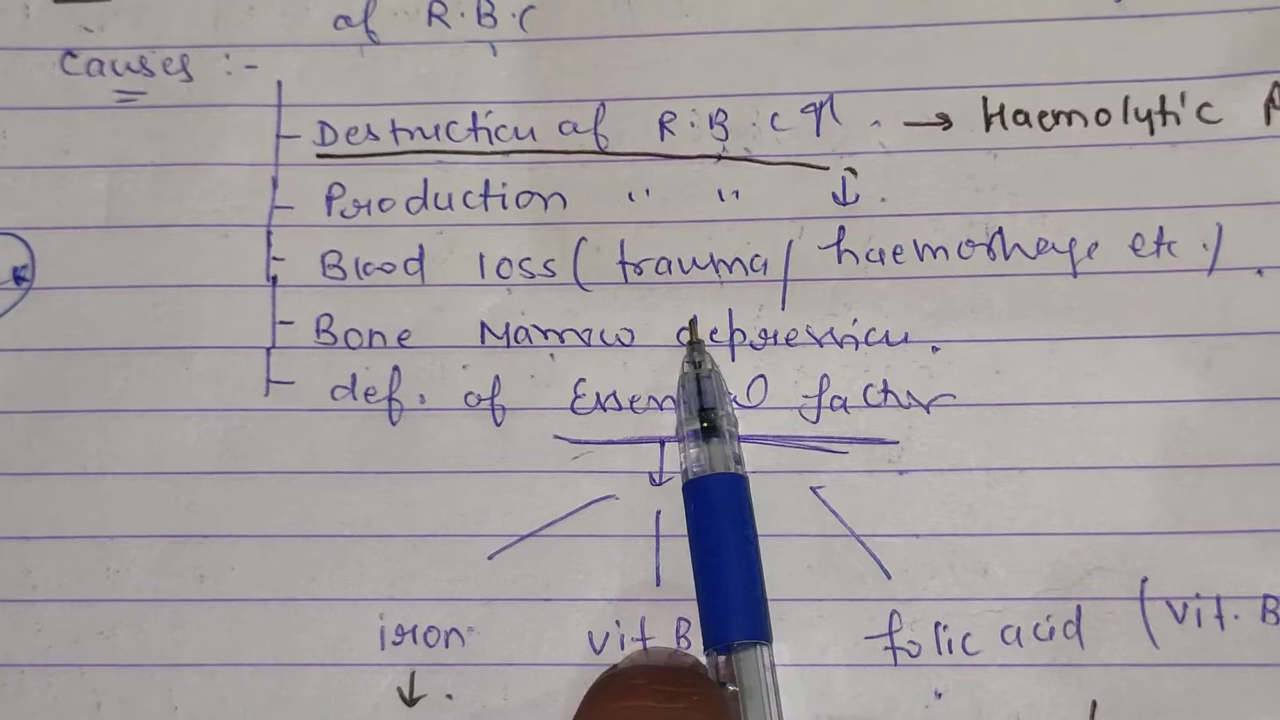 of R.B.C
Causes :-
Destruction of R.B.C ↑. → Haemolytic A
Production " " ↓.
Blood loss ( trauma / haemorrhage etc.)
Bone Marrow depression.
def. of factor
↓
iron vit B folic acid (vit. B
↓.